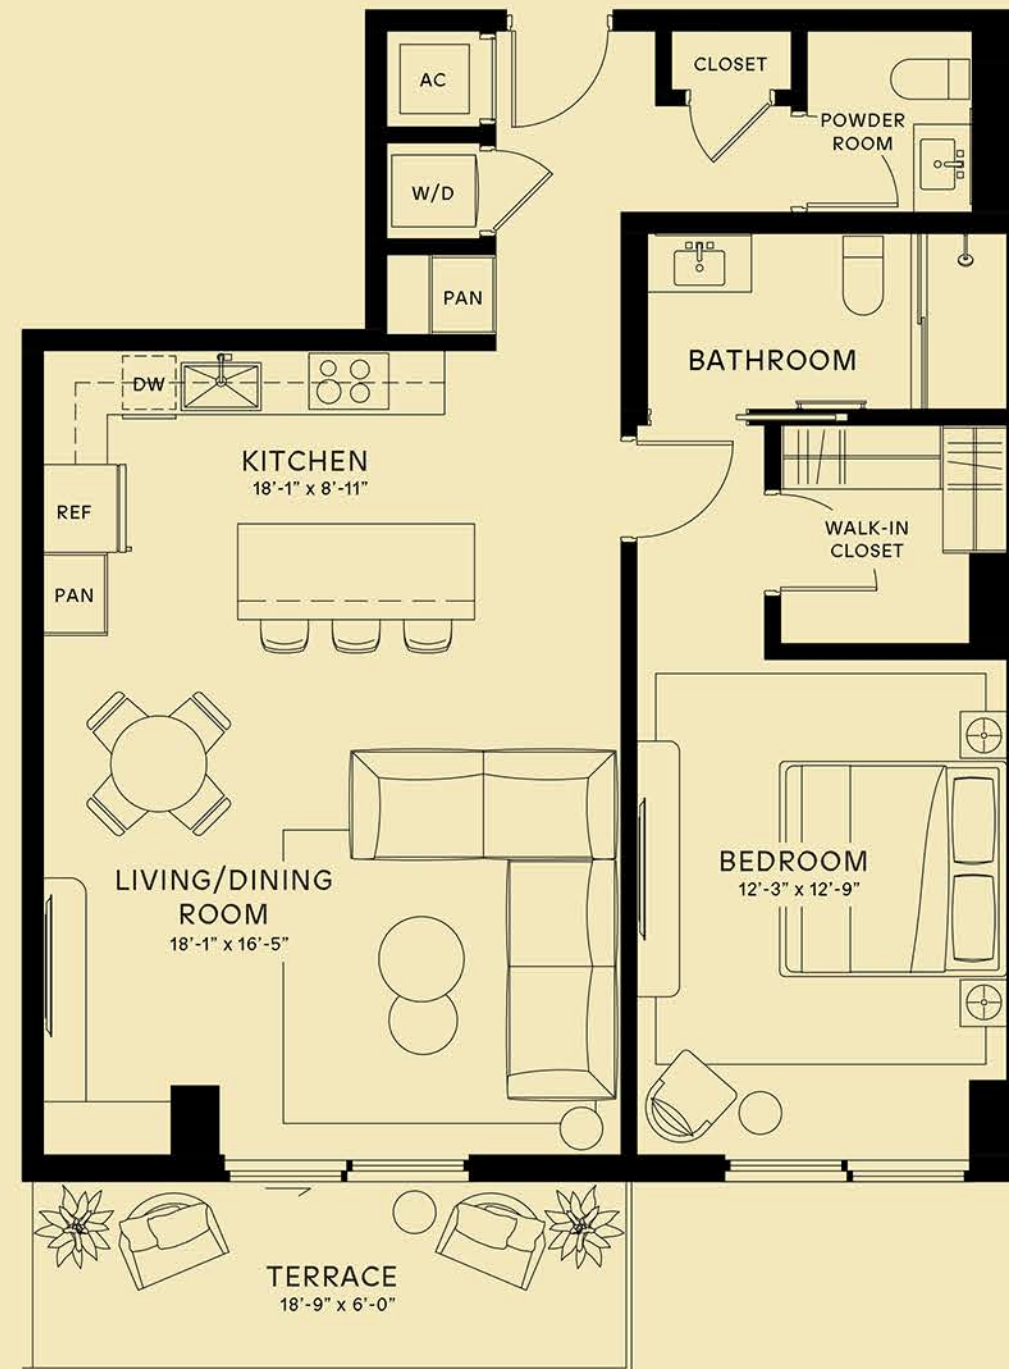 AC
CLOSET
POWDER
ROOM
W/D
PAN
BATHROOM
DW
KITCHEN
18'-1" x 8'-11"
REF
PAN
WALK-IN
CLOSET
LIVING/DINING
ROOM
18'-1" x 16'-5"
BEDROOM
12'-3" x 12'-9"
TERRACE
18'-9" x 6'-0"